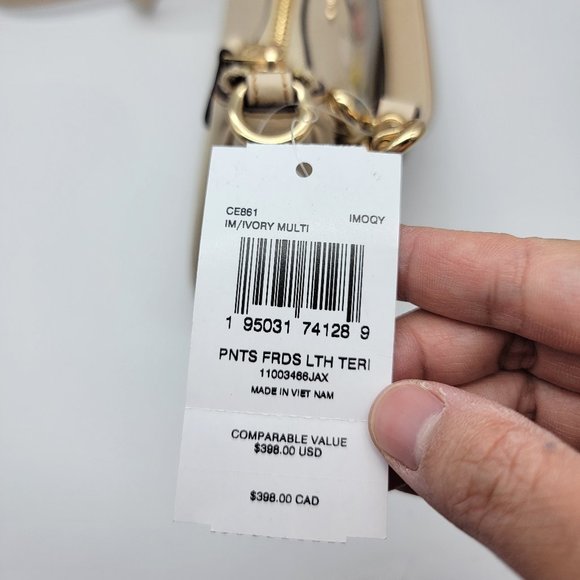 CE861 IMOQY
IM/IVORY MULTI
1 95031 74128 9
PNTS FRDS LTH TERI
11003466JAX
MADE IN VIET NAM
COMPARABLE VALUE
$398.00 USD
$398.00 CAD